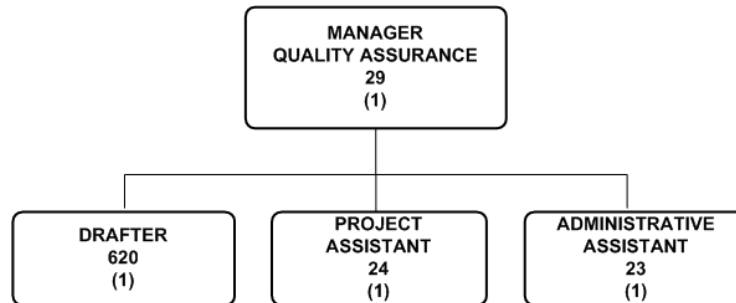 MANAGER
QUALITY ASSURANCE
29
(1)
DRAFTER
620
(1)
PROJECT
ASSISTANT
24
(1)
ADMINISTRATIVE
ASSISTANT
23
(1)